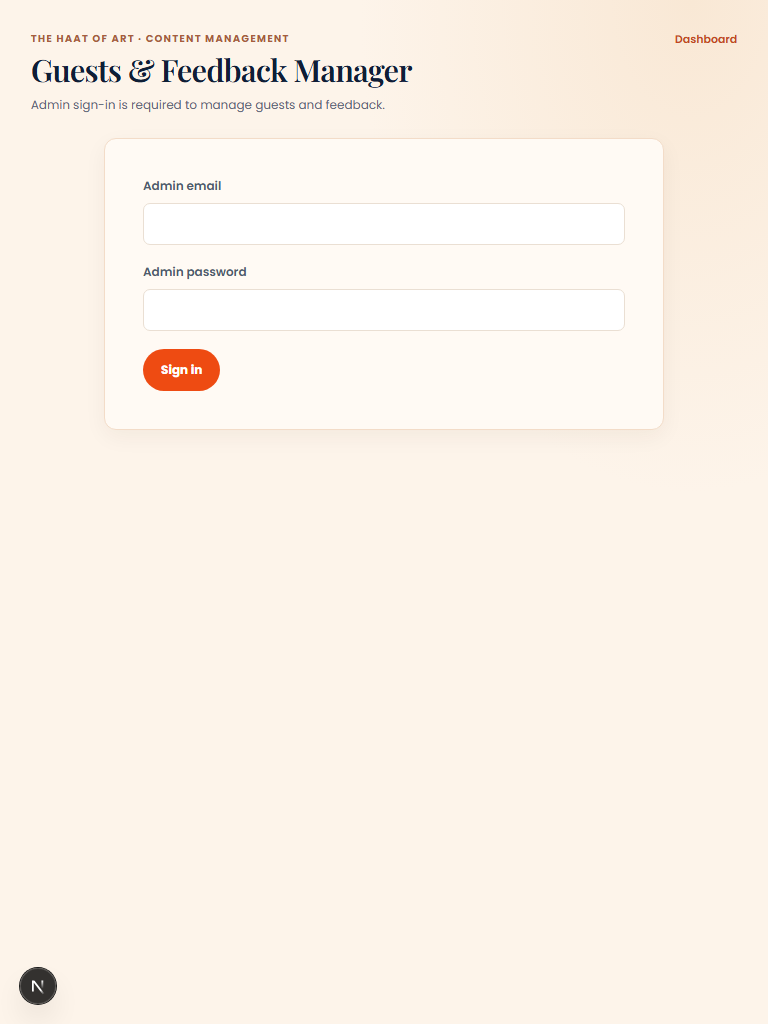 THE HAAT OF ART · CONTENT MANAGEMENT
Dashboard
Guests & Feedback Manager
Admin sign-in is required to manage guests and feedback.
Admin email
Admin password
Sign in
N